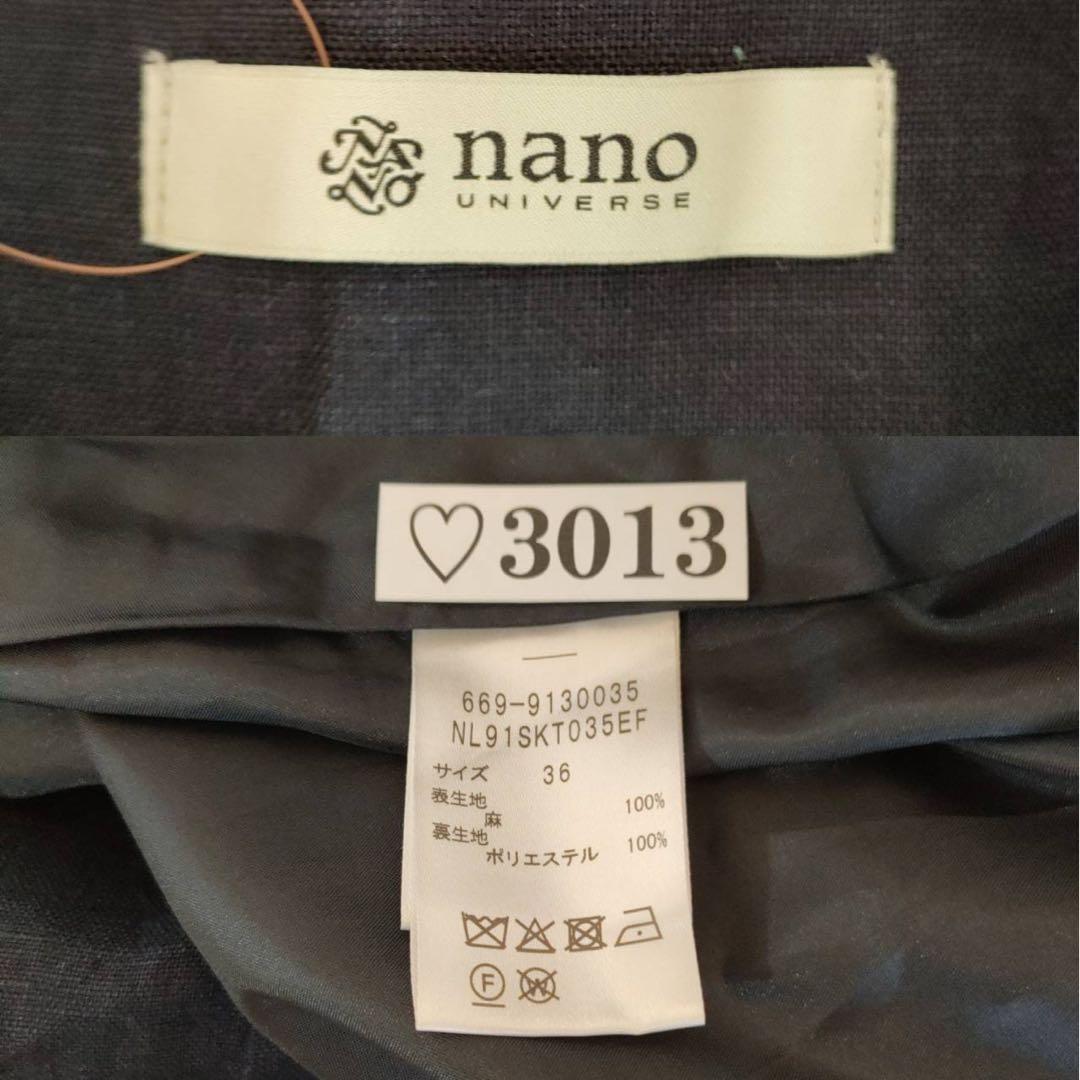 NANO nano
UNIVERSE
♡3013
669-9130035
NL91SKT035EF
サイズ 36
表生地
麻 100%
裏生地
ポリエステル 100%
F W